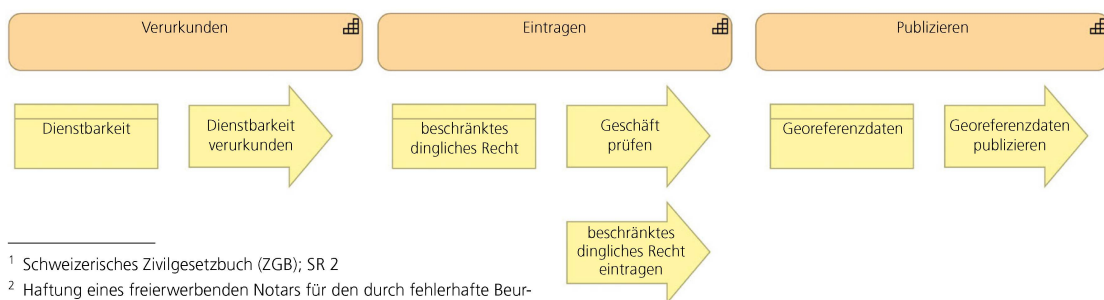 Verurkunden
Eintragen
Publizieren
Dienstbarkeit
Dienstbarkeit
verurkunden
beschränktes
dingliches Recht
Geschäft
prüfen
Georeferenzdaten
Georeferenzdaten
publizieren
beschränktes
dingliches Recht
eintragen
1 Schweizerisches Zivilgesetzbuch (ZGB); SR 2
2 Haftung eines freierwerbenden Notars für den durch fehlerhafte Beur-